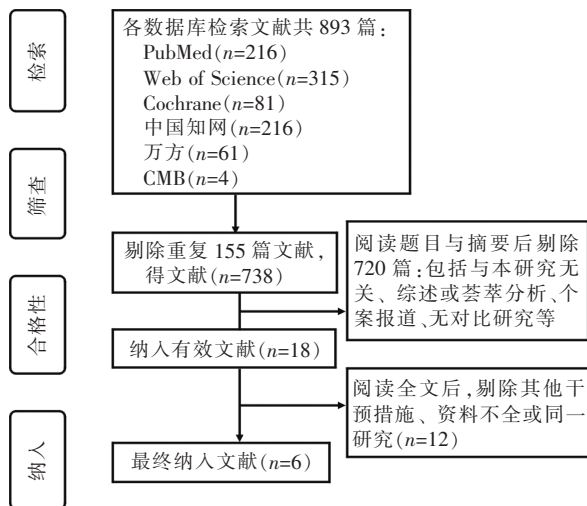 检索
筛查
合格性
纳入
各数据库检索文献共 893 篇：
PubMed(n=216)
Web of Science(n=315)
Cochrane(n=81)
中国知网(n=216)
万方(n=61)
CMB(n=4)
剔除重复 155 篇文献，
得文献(n=738)
阅读题目与摘要后剔除
720 篇：包括与本研究无
关、综述或荟萃分析、个
案报道、无对比研究等
纳入有效文献(n=18)
阅读全文后，剔除其他干
预措施、资料不全或同一
研究(n=12)
最终纳入文献(n=6)